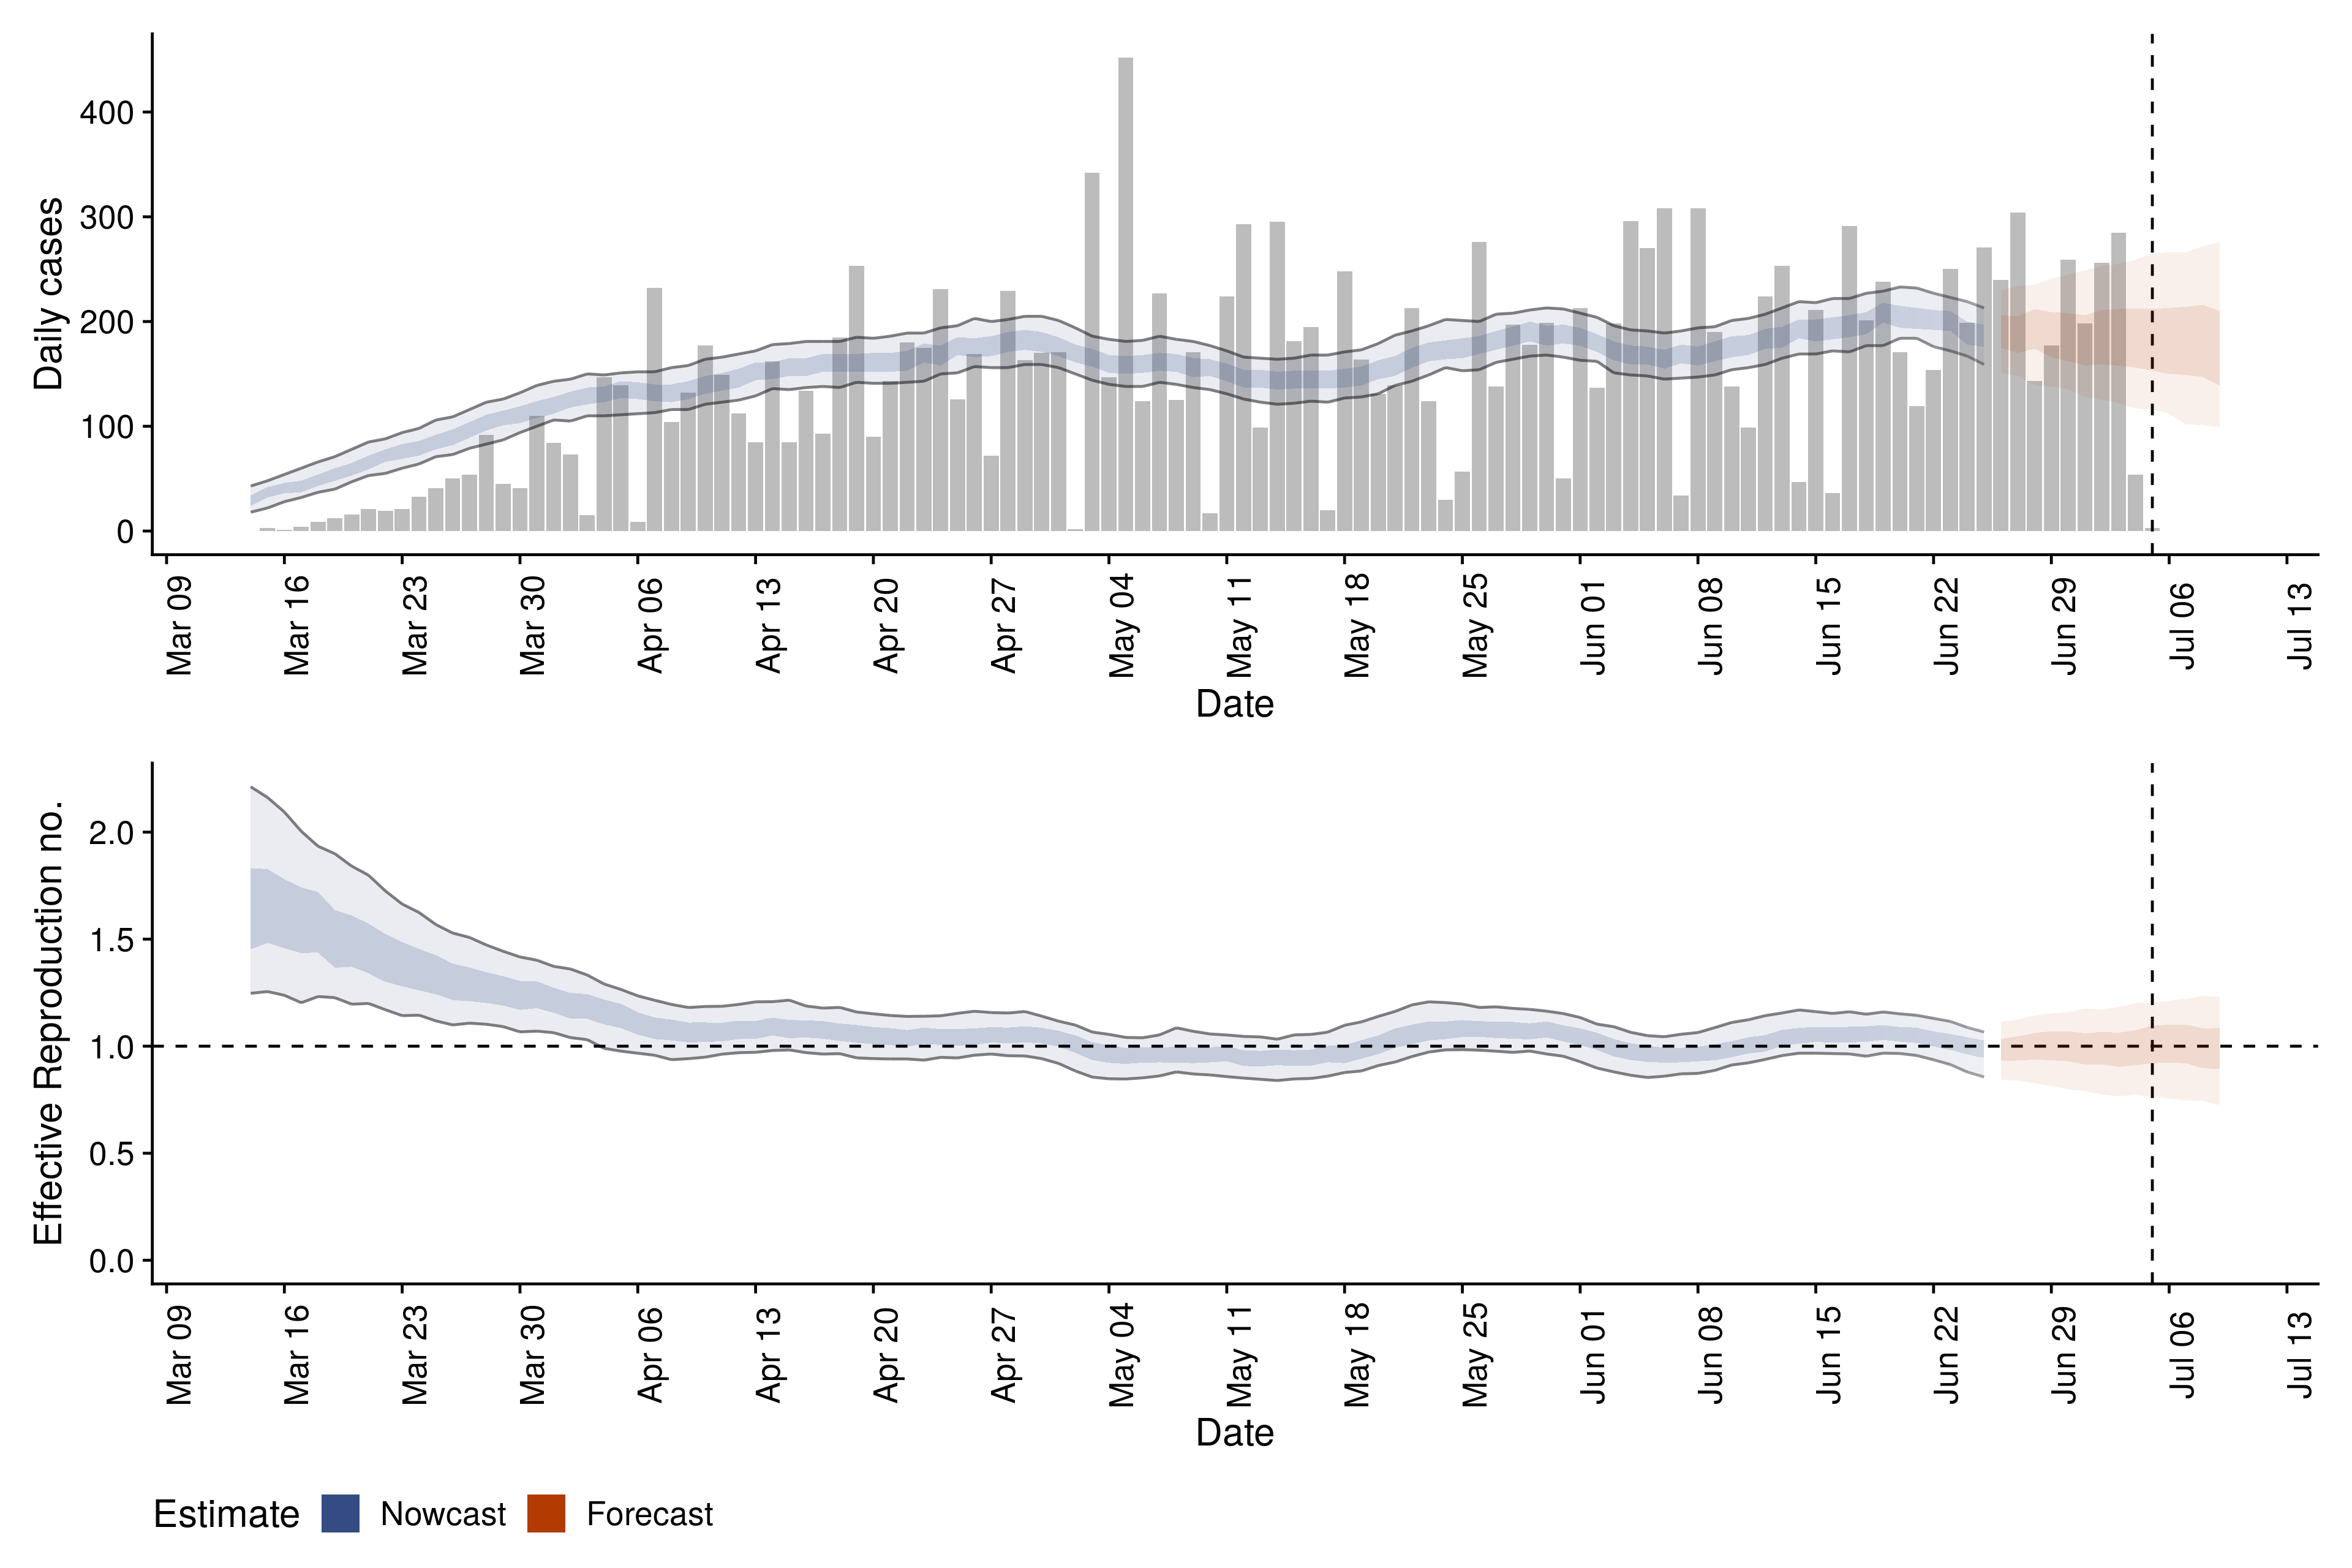 Daily cases
400
300
200
100
0
Mar 09
Mar 16
Mar 23
Mar 30
Apr 06
Apr 13
Apr 20
Apr 27
May 04
May 11
May 18
May 25
Jun 01
Jun 08
Jun 15
Jun 22
Jun 29
Jul 06
Jul 13
Date
Effective Reproduction no.
2.0
1.5
1.0
0.5
0.0
Mar 09
Mar 16
Mar 23
Mar 30
Apr 06
Apr 13
Apr 20
Apr 27
May 04
May 11
May 18
May 25
Jun 01
Jun 08
Jun 15
Jun 22
Jun 29
Jul 06
Jul 13
Date
Estimate Nowcast Forecast